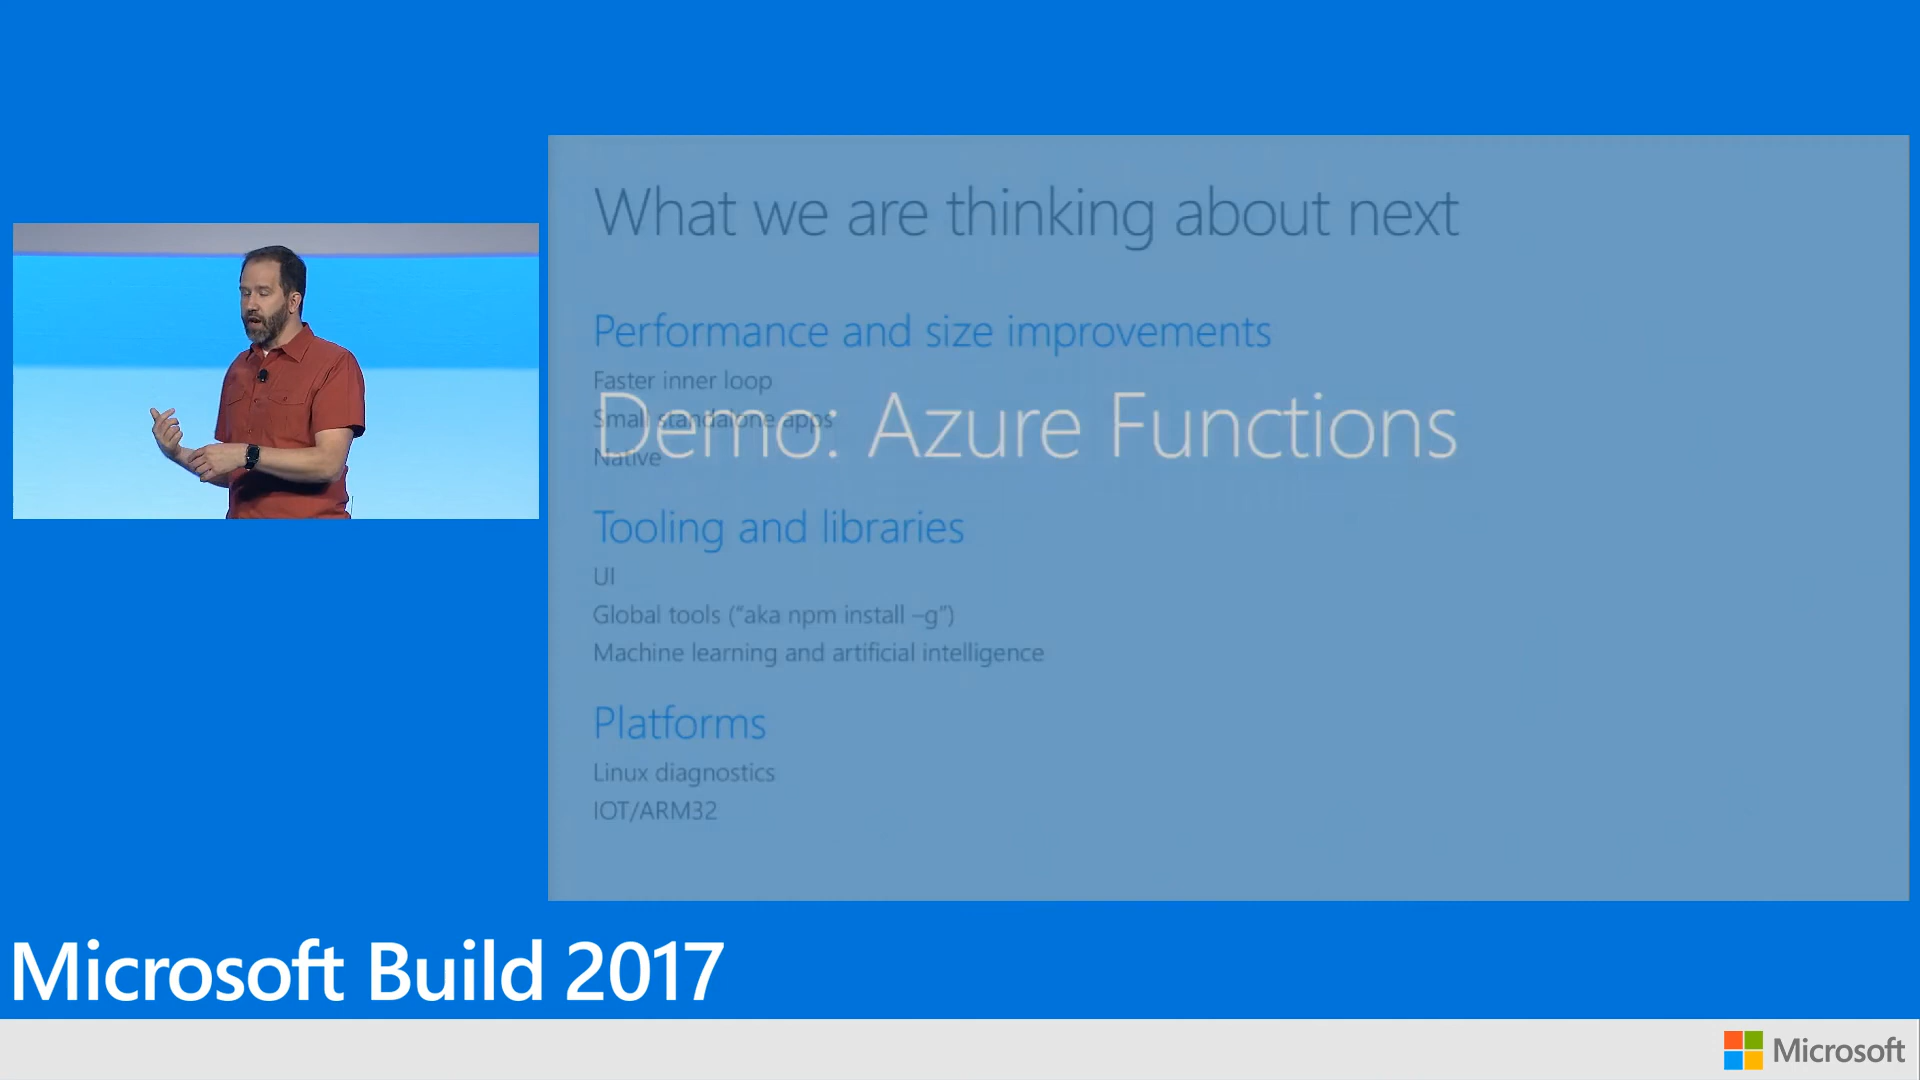 What we are thinking about next
Performance and size improvements
Faster inner loop
Small standalone apps
Demo: Azure Functions
Native
Tooling and libraries
UI
Global tools (“aka npm install –g”)
Machine learning and artificial intelligence
Platforms
Linux diagnostics
IOT/ARM32
Microsoft Build 2017
Microsoft